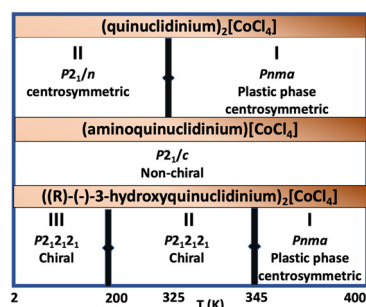 (quinuclidinium)₂[CoCl₄]
II I
P2₁/n Pnma
centrosymmetric Plastic phase
centrosymmetric
(aminoquinuclidinium)[CoCl₄]
P2₁/c
Non-chiral
((R)-(-)-3-hydroxyquinuclidinium)₂[CoCl₄]
III II I
P2₁2₁2₁ P2₁2₁2₁ Pnma
Chiral Chiral Plastic phase
centrosymmetric
2 200 325 345 400
T (K)